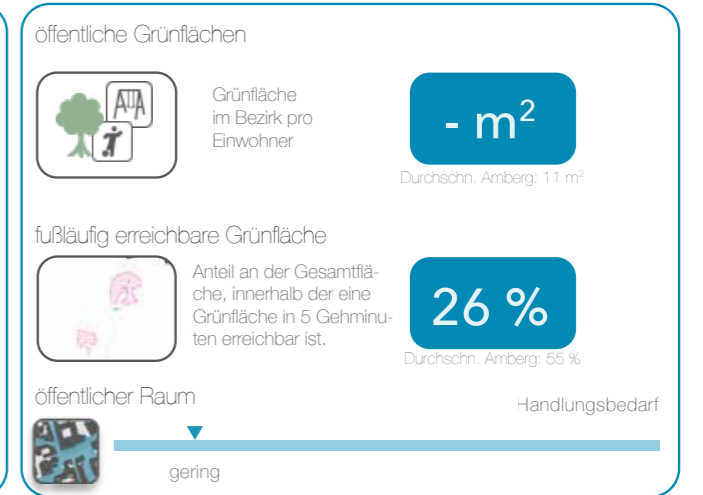 öffentliche Grünflächen
Grünfläche
im Bezirk pro
Einwohner
- m²
Durchschn. Amberg: 11 m²
fußläufig erreichbare Grünfläche
Anteil an der Gesamtflä-
che, innerhalb der eine
Grünfläche in 5 Gehminu-
ten erreichbar ist.
26 %
Durchschn. Amberg: 55 %
öffentlicher Raum
Handlungsbedarf
gering